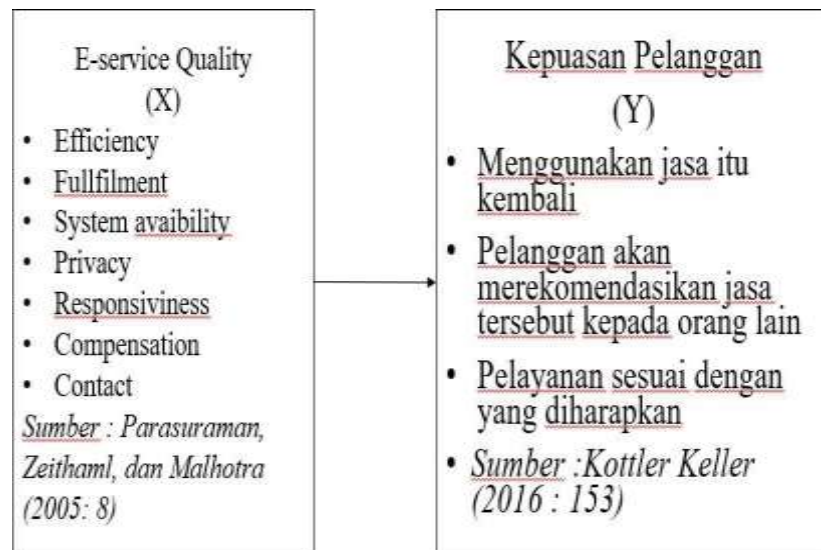 E-service Quality
(X)
• Efficiency
• Fullfilment
• System avaibility
• Privacy
• Responsiviness
• Compensation
• Contact
Sumber : Parasuraman,
Zeithaml, dan Malhotra
(2005: 8)
Kepuasan Pelanggan
(Y)
• Menggunakan jasa itu
kembali
• Pelanggan akan
merekomendasikan jasa
tersebut kepada orang lain
• Pelayanan sesuai dengan
yang diharapkan
• Sumber :Kottler Keller
(2016 : 153)